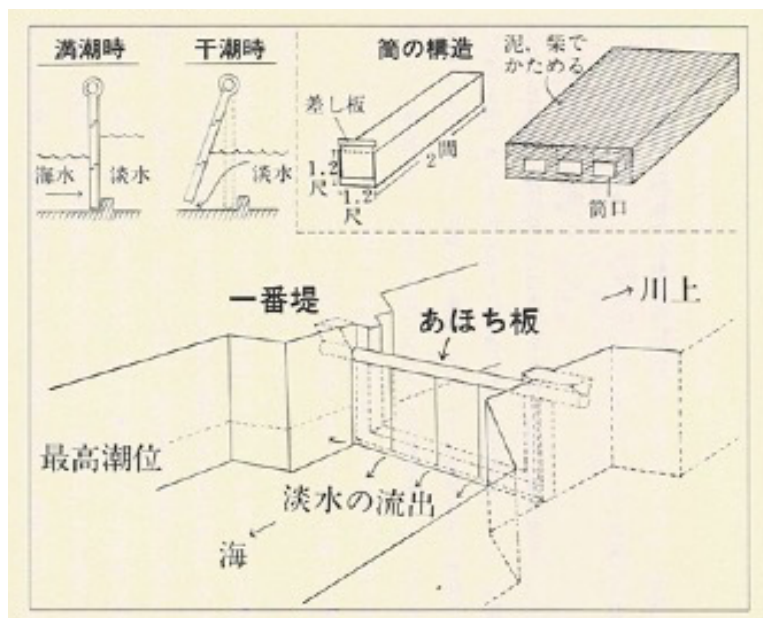 満潮時
干潮時
筒の構造
泥、柴で
かためる
差し板
海水
淡水
淡水
1.2
尺
1.2
尺
2間
筒口
一番堤
あほち板
川上
最高潮位
淡水の流出
海